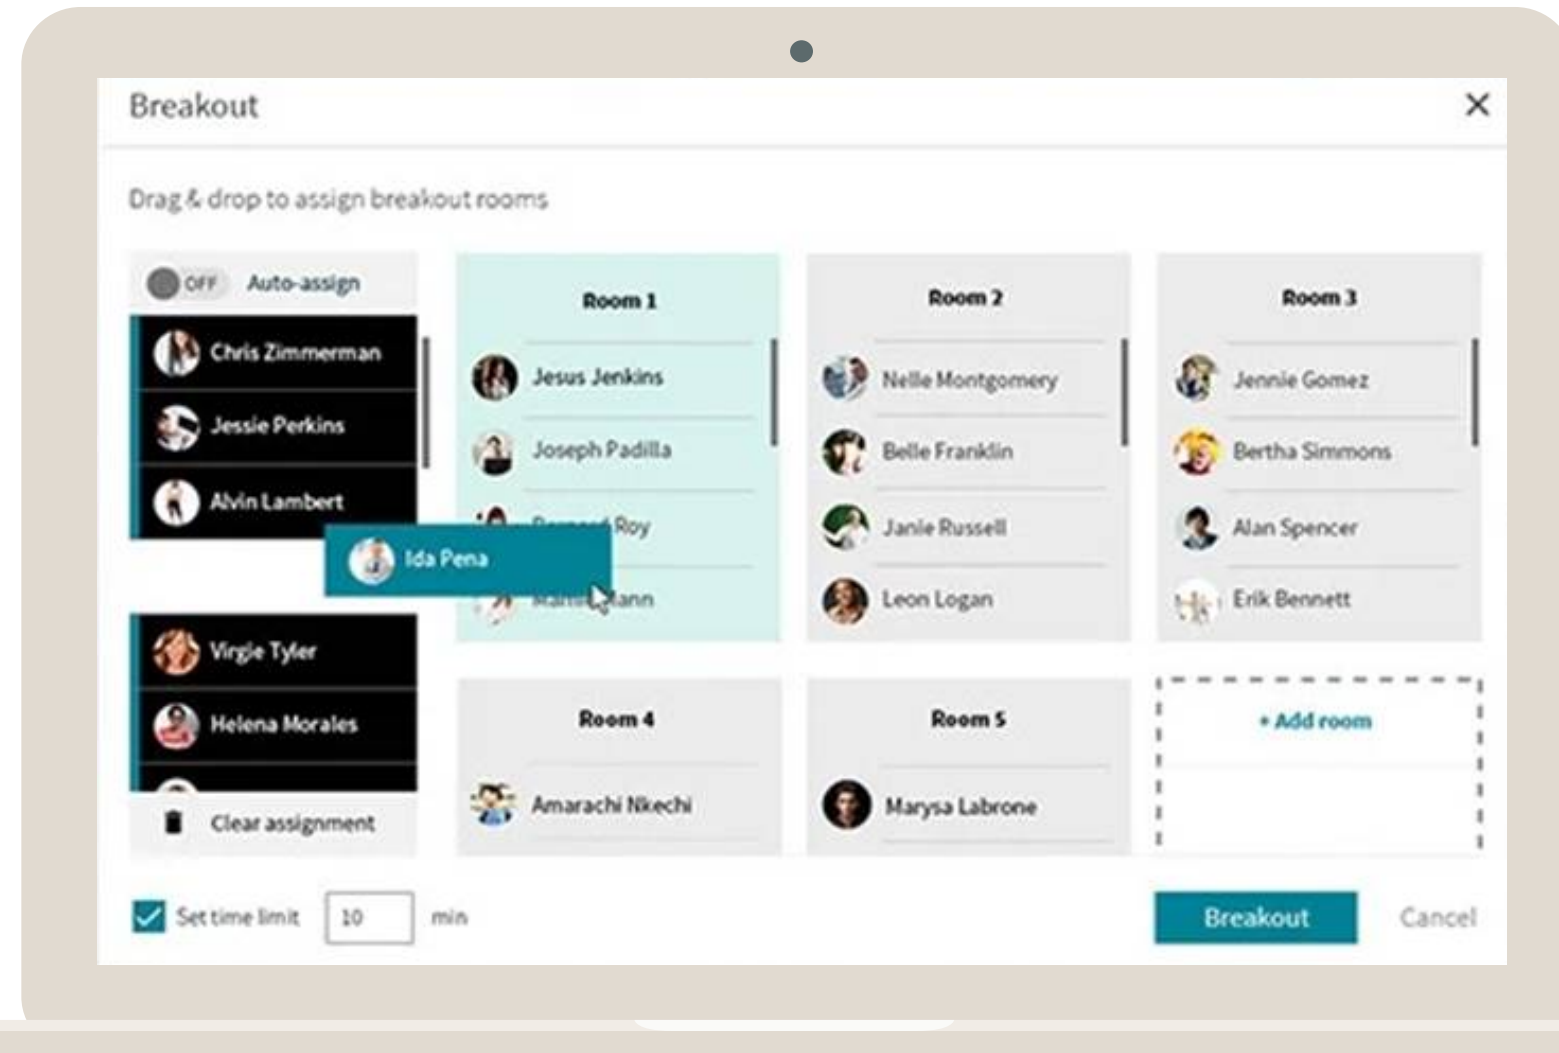 Breakout
Drag & drop to assign breakout rooms
OFF Auto-assign
Chris Zimmerman
Jessie Perkins
Alvin Lambert
Ida Pena
Virgie Tyler
Helena Morales
Clear assignment
Room 1
Jesus Jenkins
Joseph Padilla
Roy
Room 2
Nelle Montgomery
Belle Franklin
Janie Russell
Leon Logan
Room 3
Jennie Gomez
Bertha Simmons
Alan Spencer
Erik Bennett
Room 4
Amarachi Nkechi
Room 5
Marysa Labrone
+ Add room
Set time limit 10 min
Breakout
Cancel